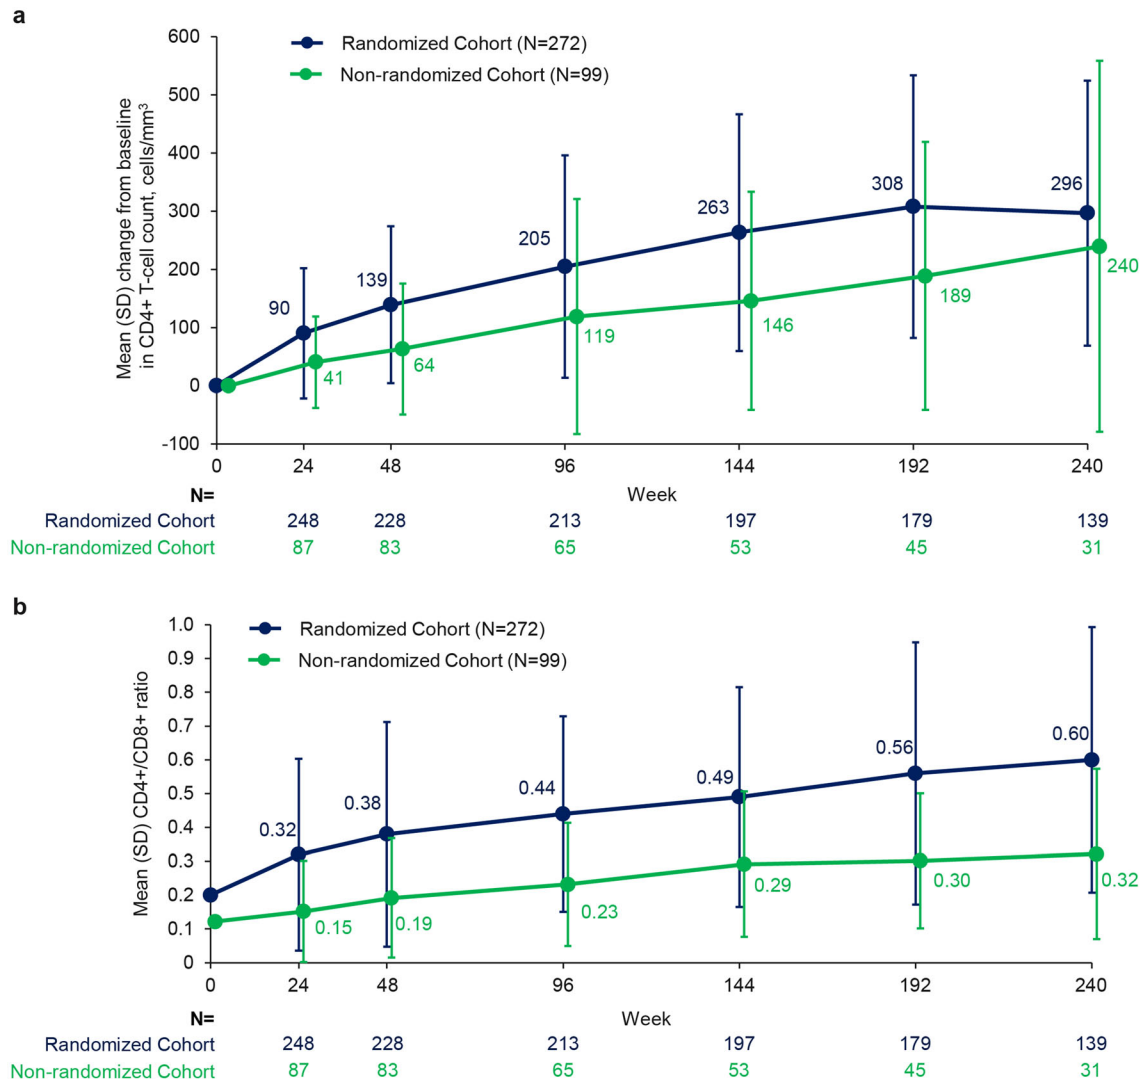 a
Randomized Cohort (N=272)
Non-randomized Cohort (N=99)
Mean (SD) change from baseline
in CD4+ T-cell count, cells/mm³
600
500
400
300
200
100
0
-100
90
139
205
263
308
296
41
64
119
146
189
240
0 24 48 96 144 192 240
N= Week
Randomized Cohort 248 228 213 197 179 139
Non-randomized Cohort 87 83 65 53 45 31
b
Randomized Cohort (N=272)
Non-randomized Cohort (N=99)
Mean (SD) CD4+/CD8+ ratio
1.0
0.9
0.8
0.7
0.6
0.5
0.4
0.3
0.2
0.1
0
0.32
0.38
0.44
0.49
0.56
0.60
0.15
0.19
0.23
0.29
0.30
0.32
0 24 48 96 144 192 240
N= Week
Randomized Cohort 248 228 213 197 179 139
Non-randomized Cohort 87 83 65 53 45 31